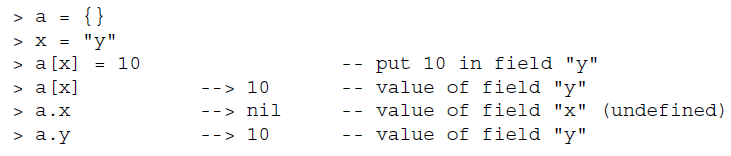 > a = {}
> x = "y"
> a[x] = 10 -- put 10 in field "y"
> a[x] --> 10 -- value of field "y"
> a.x --> nil -- value of field "x" (undefined)
> a.y --> 10 -- value of field "y"